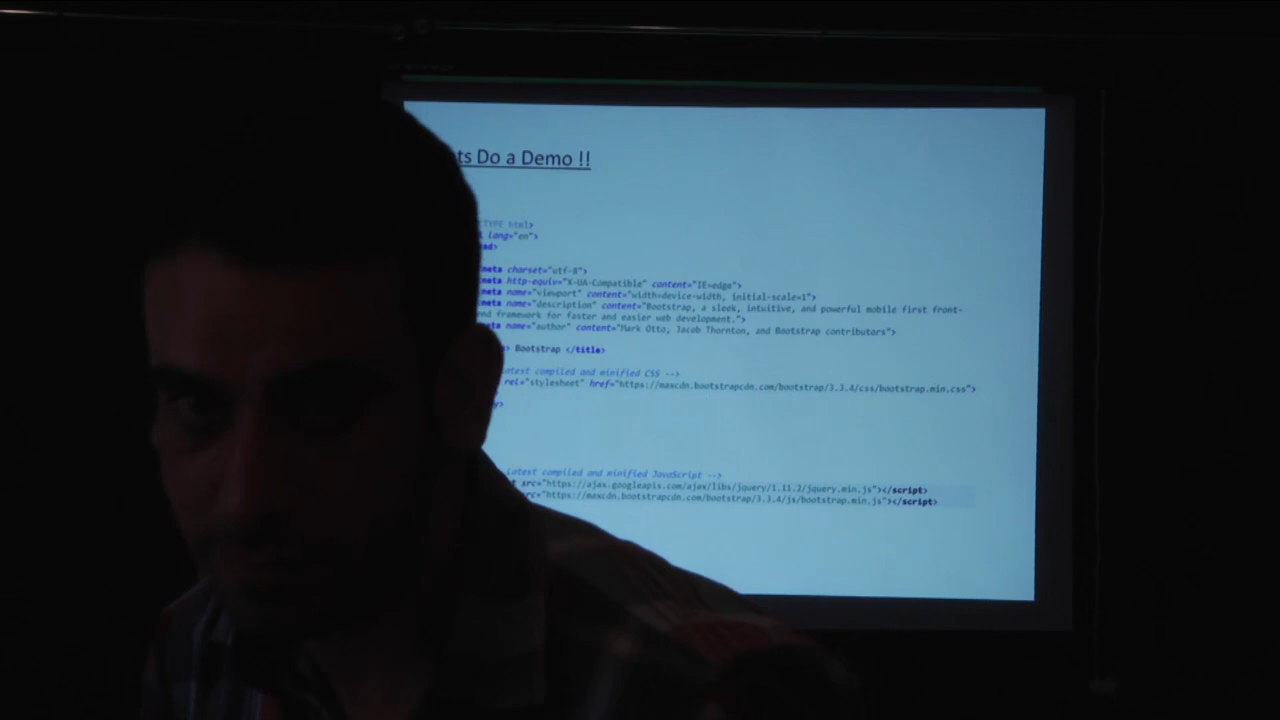 ts Do a Demo !!
TYPE html>
lang="en">
ad>
meta charset="utf-8">
meta http-equiv="X-UA-Compatible" content="IE=edge">
meta name="viewport" content="width=device-width, initial-scale=1">
meta name="description" content="Bootstrap, a sleek, intuitive, and powerful mobile first front-
end framework for faster and easier web development.">
eta name="author" content="Mark Otto, Jacob Thornton, and Bootstrap contributors">
> Bootstrap </title>
atest compiled and minified CSS -->
rel="stylesheet" href="https://maxcdn.bootstrapcdn.com/bootstrap/3.3.4/css/bootstrap.min.css">
y>
Latest compiled and minified JavaScript -->
t src="https://ajax.googleapis.com/ajax/libs/jquery/1.11.2/jquery.min.js"></script>
rc="https://maxcdn.bootstrapcdn.com/bootstrap/3.3.4/js/bootstrap.min.js"></script>